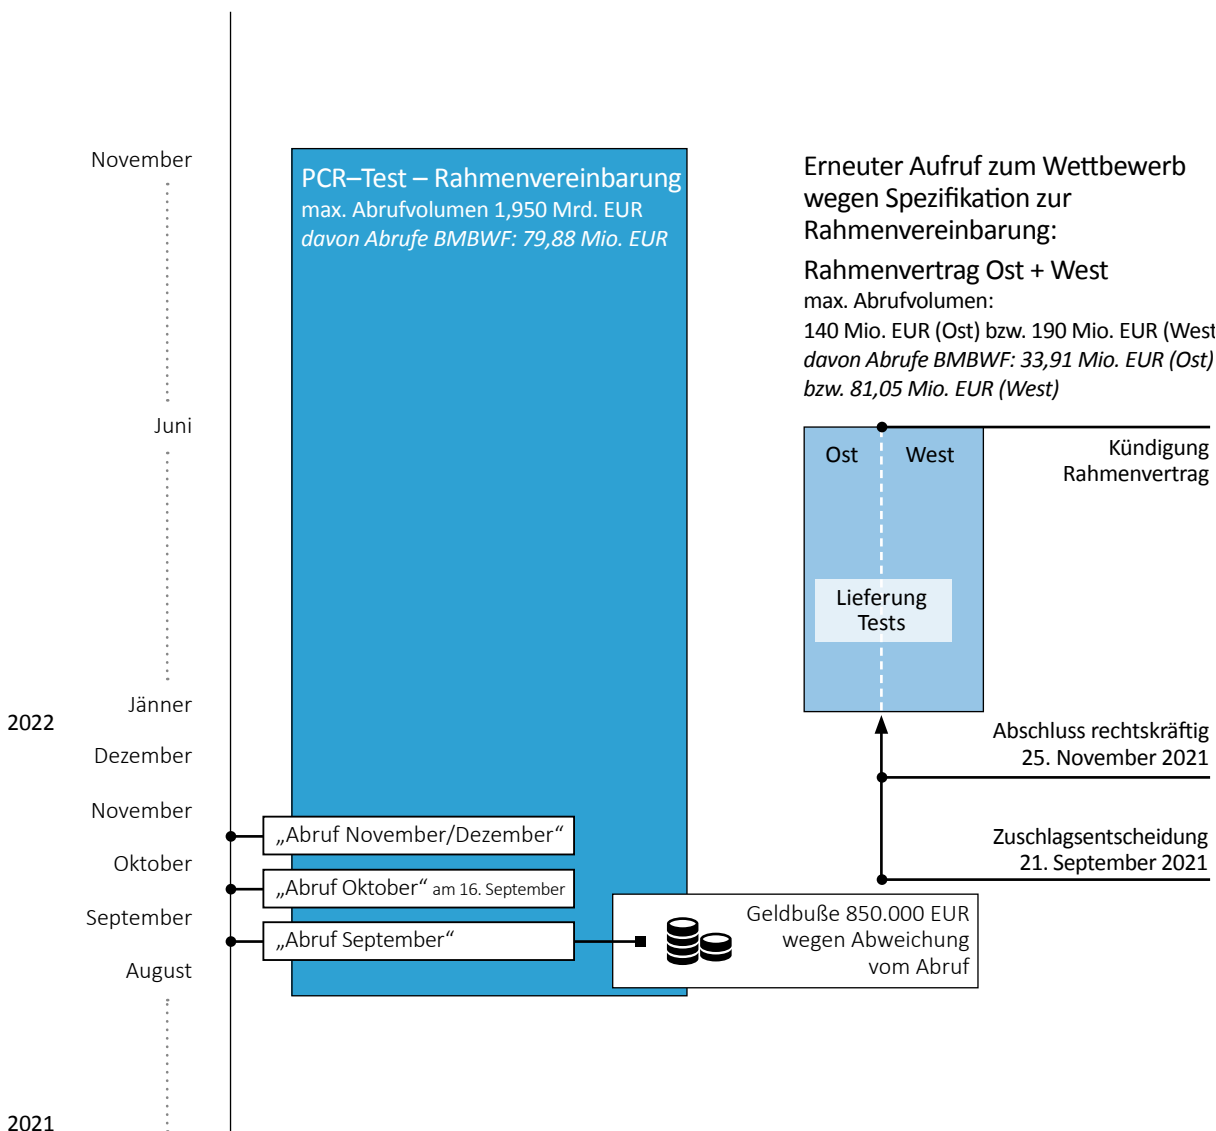 November
Juni
Jänner
2022
Dezember
November
Oktober
September
August
2021
PCR–Test – Rahmenvereinbarung
max. Abrufvolumen 1,950 Mrd. EUR
davon Abrufe BMBWF: 79,88 Mio. EUR
„Abruf November/Dezember“
„Abruf Oktober“ am 16. September
„Abruf September“
Geldbuße 850.000 EUR
wegen Abweichung
vom Abruf
Erneuter Aufruf zum Wettbewerb
wegen Spezifikation zur
Rahmenvereinbarung:
Rahmenvertrag Ost + West
max. Abrufvolumen:
140 Mio. EUR (Ost) bzw. 190 Mio. EUR (West
davon Abrufe BMBWF: 33,91 Mio. EUR (Ost)
bzw. 81,05 Mio. EUR (West)
Ost
West
Kündigung
Rahmenvertrag
Lieferung
Tests
Abschluss rechtskräftig
25. November 2021
Zuschlagsentscheidung
21. September 2021